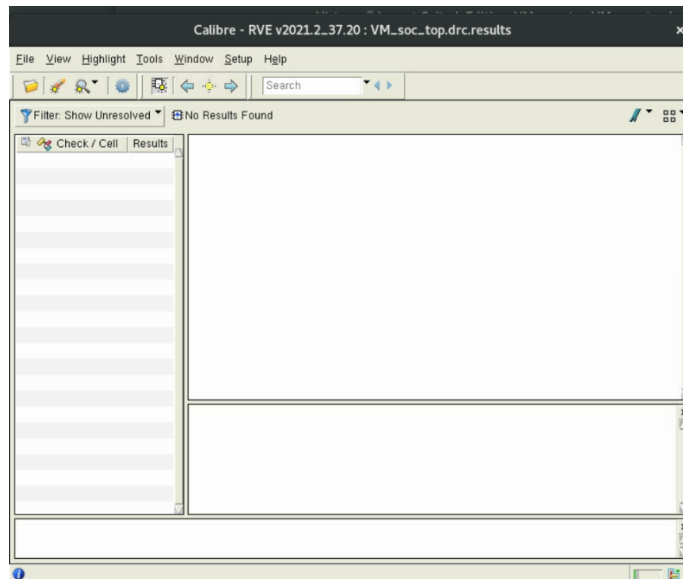 Calibre - RVE v2021.2_37.20 : VM_soc_top.drc.results
File View Highlight Tools Window Setup Help
Search
Filter: Show Unresolved No Results Found
Check / Cell Results